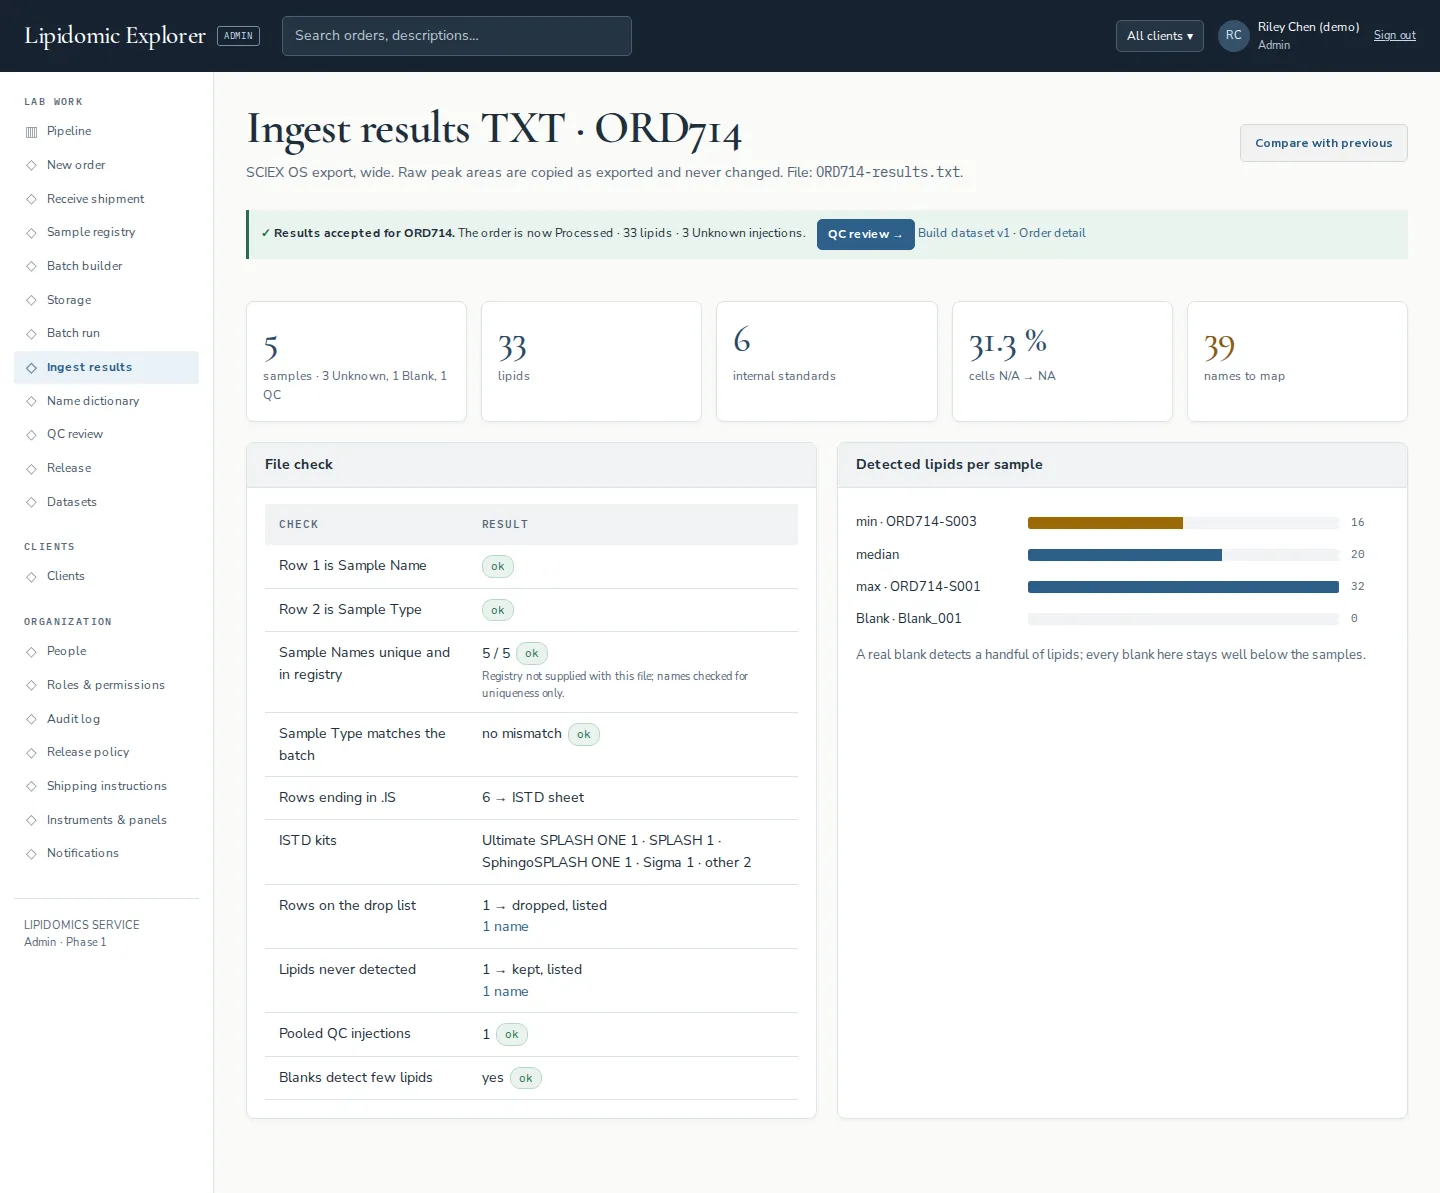 Lipidomic Explorer ADMIN
Search orders, descriptions...
All clients ▾
RC
Riley Chen (demo)
Admin
Sign out
LAB WORK
Pipeline
New order
Receive shipment
Sample registry
Batch builder
Storage
Batch run
Ingest results
Name dictionary
QC review
Release
Datasets
CLIENTS
Clients
ORGANIZATION
People
Roles & permissions
Audit log
Release policy
Shipping instructions
Instruments & panels
Notifications
LIPIDOMICS SERVICE
Admin · Phase 1
Ingest results TXT · ORD714
SCIEX OS export, wide. Raw peak areas are copied as exported and never changed. File: ORD714-results.txt.
Compare with previous
✓ Results accepted for ORD714. The order is now Processed · 33 lipids · 3 Unknown injections. QC review → Build dataset v1 · Order detail
5
samples · 3 Unknown, 1 Blank, 1
QC
33
lipids
6
internal standards
31.3 %
cells N/A → NA
39
names to map
File check
CHECK RESULT
Row 1 is Sample Name ok
Row 2 is Sample Type ok
Sample Names unique and
in registry
5 / 5 ok
Registry not supplied with this file; names checked for
uniqueness only.
Sample Type matches the
batch
no mismatch ok
Rows ending in .IS 6 → ISTD sheet
ISTD kits
Ultimate SPLASH ONE 1 · SPLASH 1 ·
SphingoSPLASH ONE 1 · Sigma 1 · other 2
Rows on the drop list 1 → dropped, listed
1 name
Lipids never detected 1 → kept, listed
1 name
Pooled QC injections 1 ok
Blanks detect few lipids yes ok
Detected lipids per sample
min · ORD714-S003 16
median 20
max · ORD714-S001 32
Blank · Blank_001 0
A real blank detects a handful of lipids; every blank here stays well below the samples.